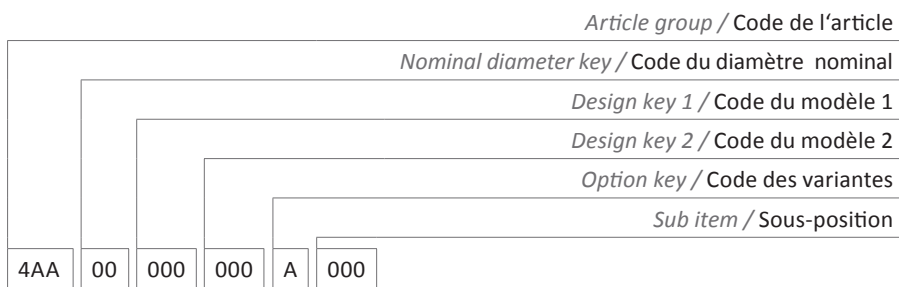 Article group / Code de l‘article
Nominal diameter key / Code du diamètre nominal
Design key 1 / Code du modèle 1
Design key 2 / Code du modèle 2
Option key / Code des variantes
Sub item / Sous-position
4AA 00 000 000 A 000